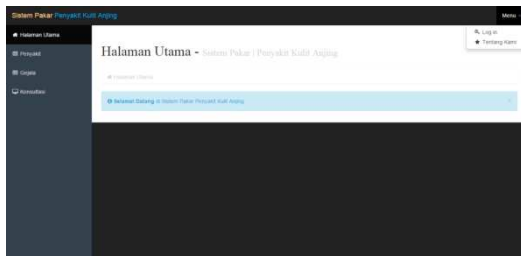 Sistem Pakar Penyakit Kulit Anjing
Menu
Log in
Tentang Kami
Halaman Utama
Penyakit
Gejala
Konsultasi
Halaman Utama - Sistem Pakar | Penyakit Kulit Anjing
Halaman Utama
Selamat Datang di Sistem Pakar Penyakit Kulit Anjing